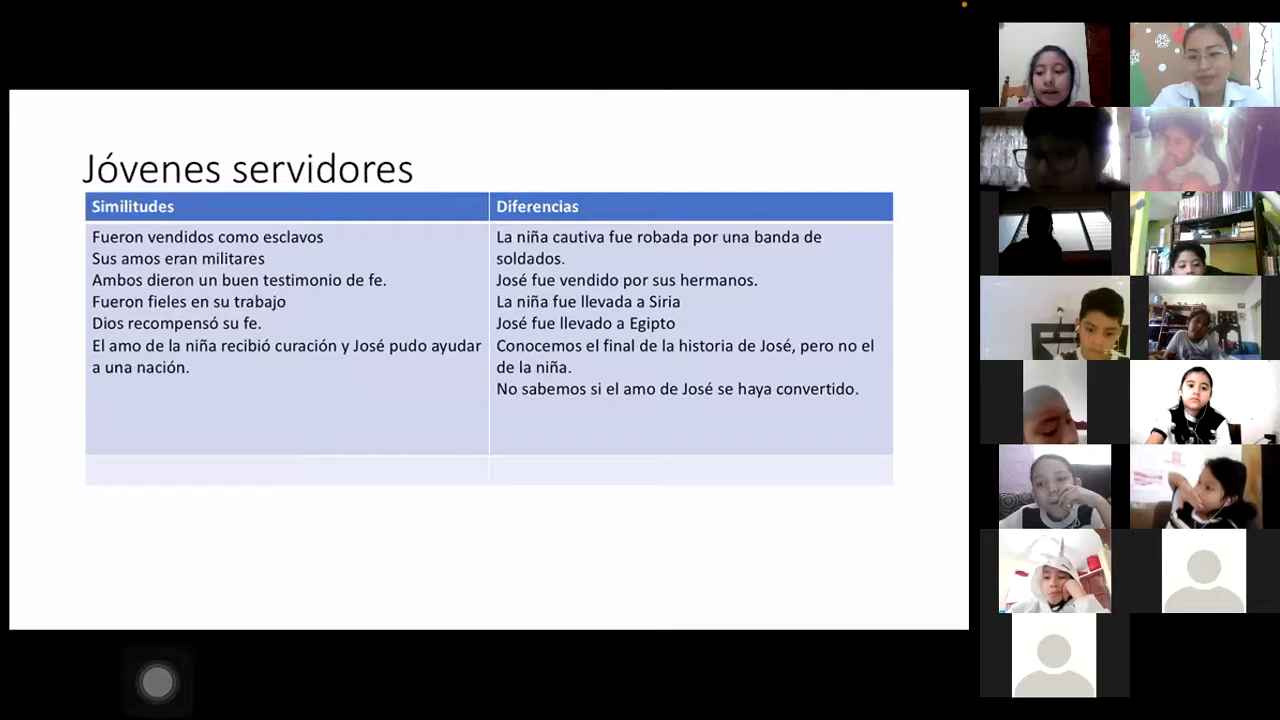 Jóvenes servidores
Similitudes
Fueron vendidos como esclavos
Sus amos eran militares
Ambos dieron un buen testimonio de fe.
Fueron fieles en su trabajo
Dios recompensó su fe.
El amo de la niña recibió curación y José pudo ayudar
a una nación.
Diferencias
La niña cautiva fue robada por una banda de
soldados.
José fue vendido por sus hermanos.
La niña fue llevada a Siria
José fue llevado a Egipto
Conocemos el final de la historia de José, pero no el
de la niña.
No sabemos si el amo de José se haya convertido.